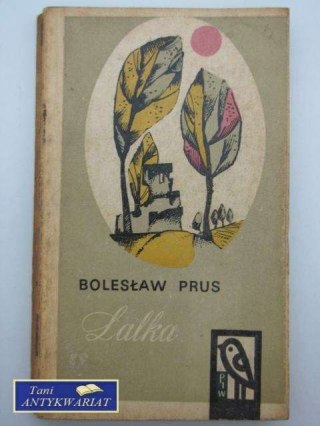 BOLESŁAW PRUS
Lalka
PIW
Tani
ANTYKWARIAT